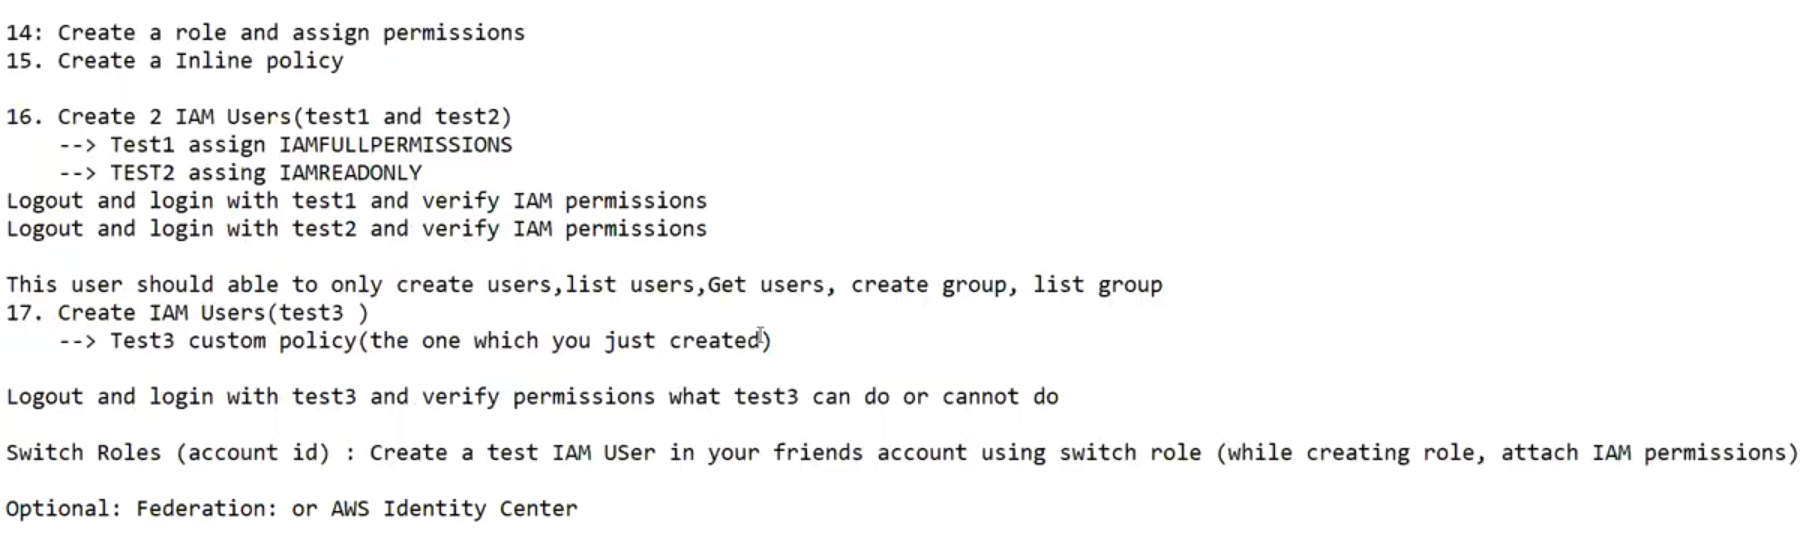 14: Create a role and assign permissions
15. Create a Inline policy
16. Create 2 IAM Users(test1 and test2)
--> Test1 assign IAMFULLPERMISSIONS
--> TEST2 assing IAMREADONLY
Logout and login with test1 and verify IAM permissions
Logout and login with test2 and verify IAM permissions
This user should able to only create users,list users,Get users, create group, list group
17. Create IAM Users(test3 )
--> Test3 custom policy(the one which you just created)
Logout and login with test3 and verify permissions what test3 can do or cannot do
Switch Roles (account id) : Create a test IAM USer in your friends account using switch role (while creating role, attach IAM permissions)
Optional: Federation: or AWS Identity Center